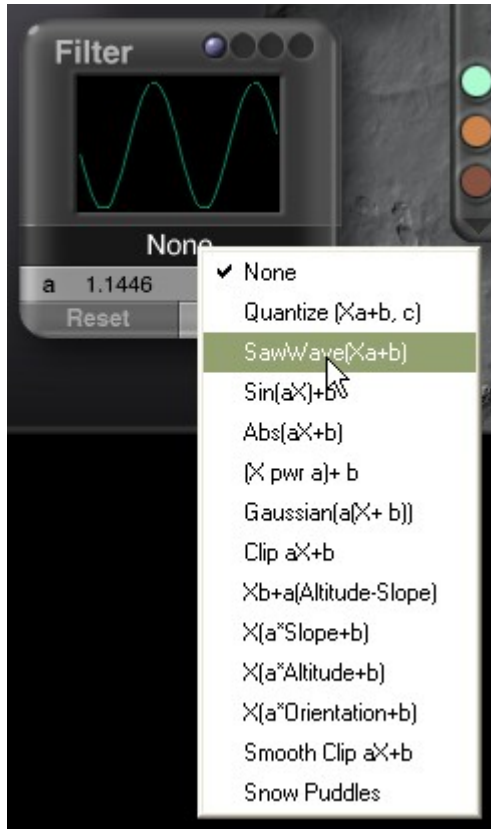 Filter
None
a 1.1446
Reset
✔ None
Quantize (Xa+b, c)
SawWave(Xa+b)
Sin(aX)+b
Abs(aX+b)
(X pwr a)+ b
Gaussian(a(X+ b))
Clip aX+b
Xb+a(Altitude-Slope)
X(a*Slope+b)
X(a*Altitude+b)
X(a*Orientation+b)
Smooth Clip aX+b
Snow Puddles